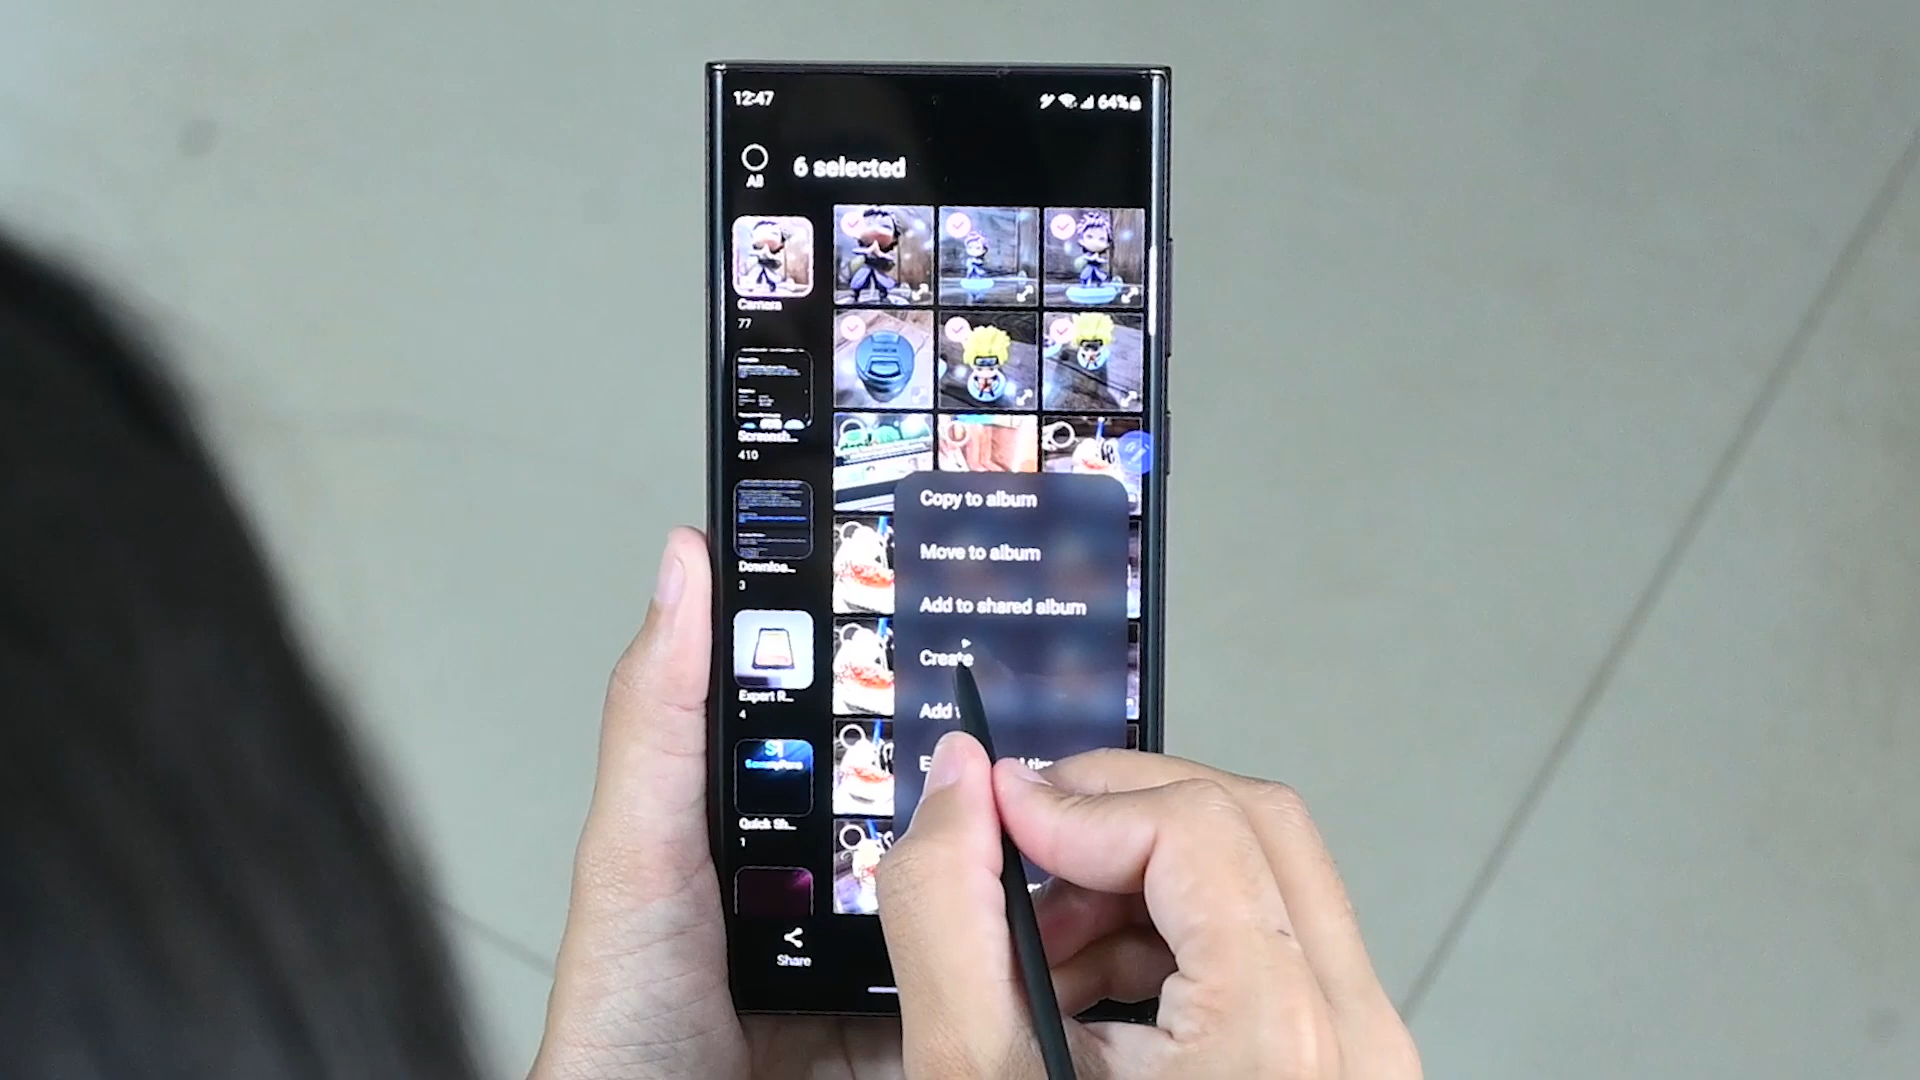 12:47
64%
All
6 selected
Camera
77
Screensh...
410
Downloa...
3
Expert R...
4
Quick Sh...
1
Copy to album
Move to album
Add to shared album
Create
Add
Share